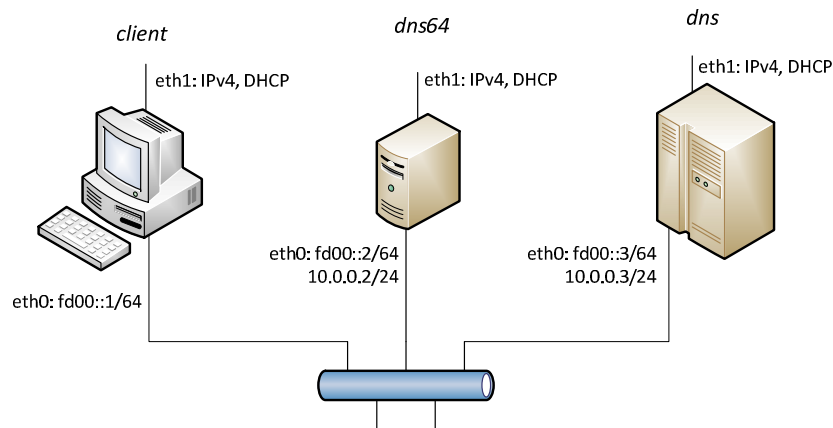 client
dns64
dns
eth1: IPv4, DHCP
eth1: IPv4, DHCP
eth1: IPv4, DHCP
eth0: fd00::1/64
eth0: fd00::2/64
10.0.0.2/24
eth0: fd00::3/64
10.0.0.3/24